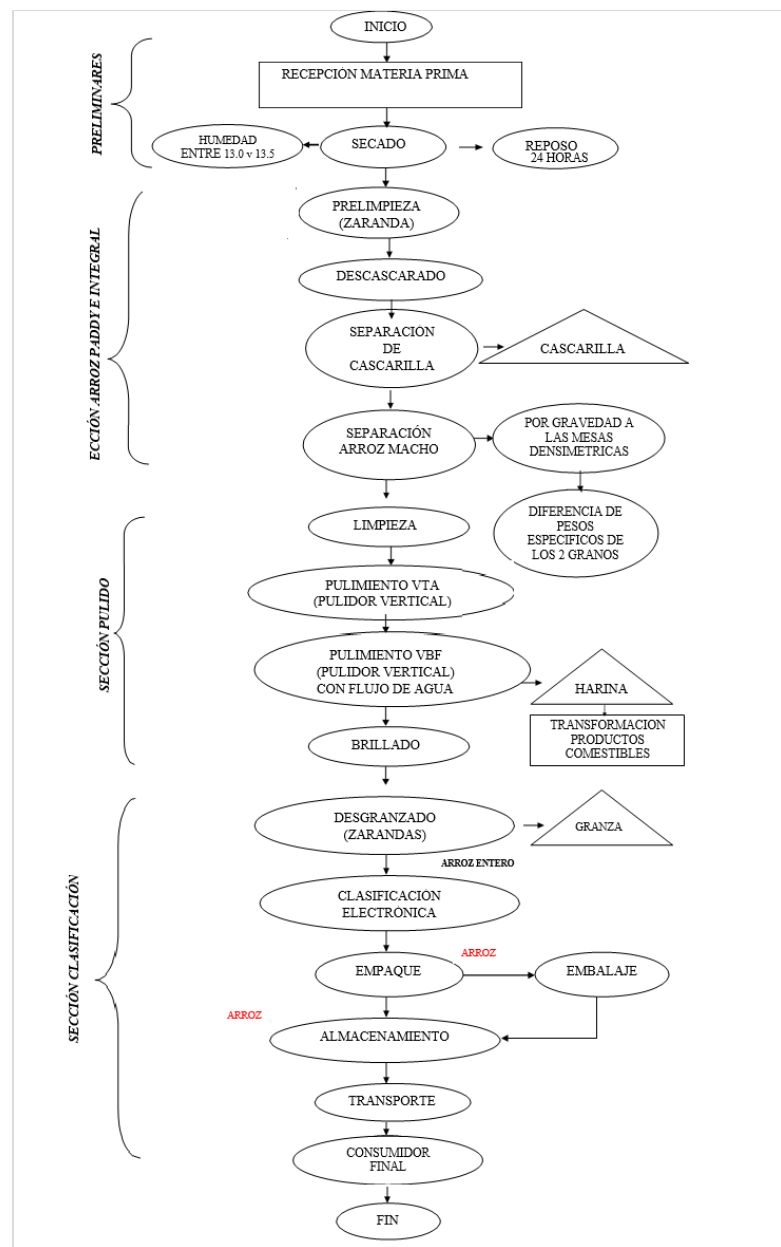 INICIO
PRELIMINARES
RECEPCIÓN MATERIA PRIMA
HUMEDAD
ENTRE 13.0 v 13.5
SECADO
REPOSO
24 HORAS
ECCIÓN ARROZ PADDY E INTEGRAL
PRELIMPIEZA
(ZARANDA)
DESCASCARADO
SEPARACIÓN
DE
CASCARILLA
CASCARILLA
SEPARACIÓN
ARROZ MACHO
POR GRAVEDAD A
LAS MESAS
DENSIMETRICAS
DIFERENCIA DE
PESOS
ESPECIFICOS DE
LOS 2 GRANOS
SECCIÓN PULIDO
LIMPIEZA
PULIMIENTO VTA
(PULIDOR VERTICAL)
PULIMIENTO VBF
(PULIDOR VERTICAL)
CON FLUJO DE AGUA
HARINA
TRANSFORMACION
PRODUCTOS
COMESTIBLES
BRILLADO
SECCIÓN CLASIFICACIÓN
DESGRANZADO
(ZARANDAS)
GRANZA
ARROZ ENTERO
CLASIFICACIÓN
ELECTRÓNICA
EMPAQUE
ARROZ
EMBALAJE
ARROZ
ALMACENAMIENTO
TRANSPORTE
CONSUMIDOR
FINAL
FIN